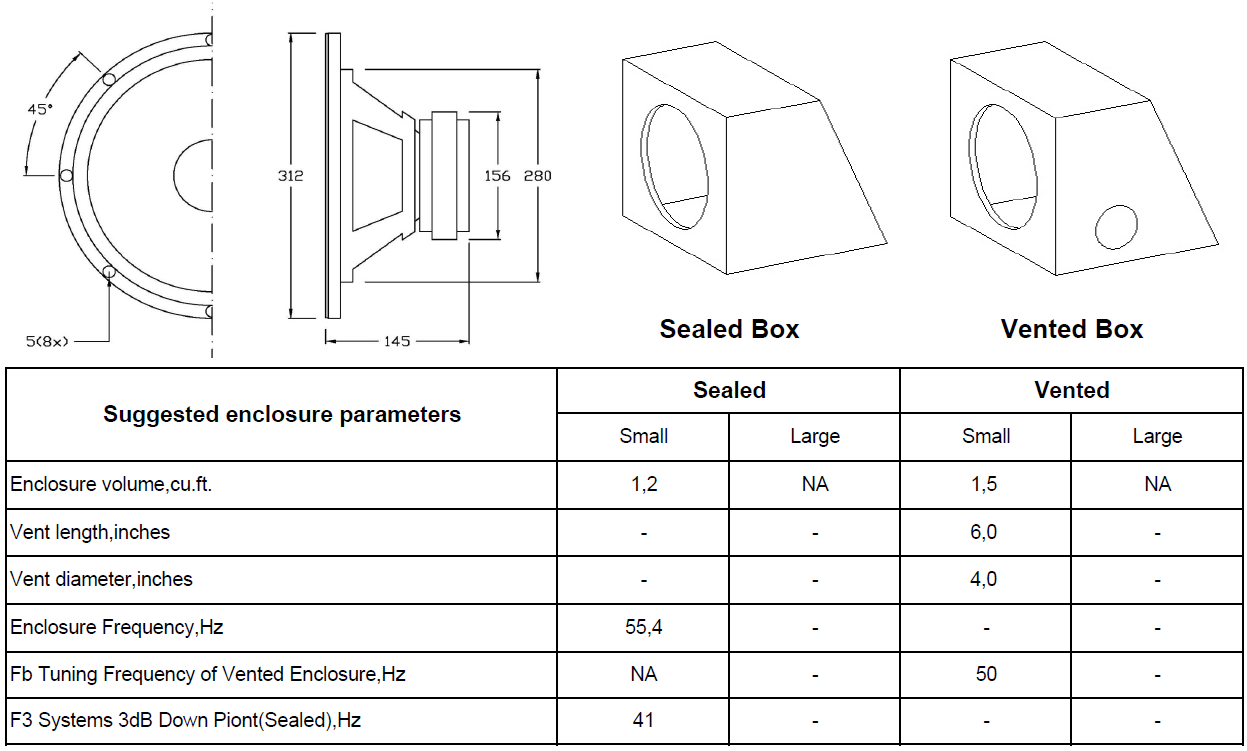 45°
5(8x)
312
145
156
280
Sealed Box
Vented Box
Suggested enclosure parameters
Sealed
Vented
Small
Large
Small
Large
Enclosure volume,cu.ft.
1,2
NA
1,5
NA
Vent length,inches
-
-
6,0
-
Vent diameter,inches
-
-
4,0
-
Enclosure Frequency,Hz
55,4
-
-
-
Fb Tuning Frequency of Vented Enclosure,Hz
NA
-
50
-
F3 Systems 3dB Down Piont(Sealed),Hz
41
-
-
-